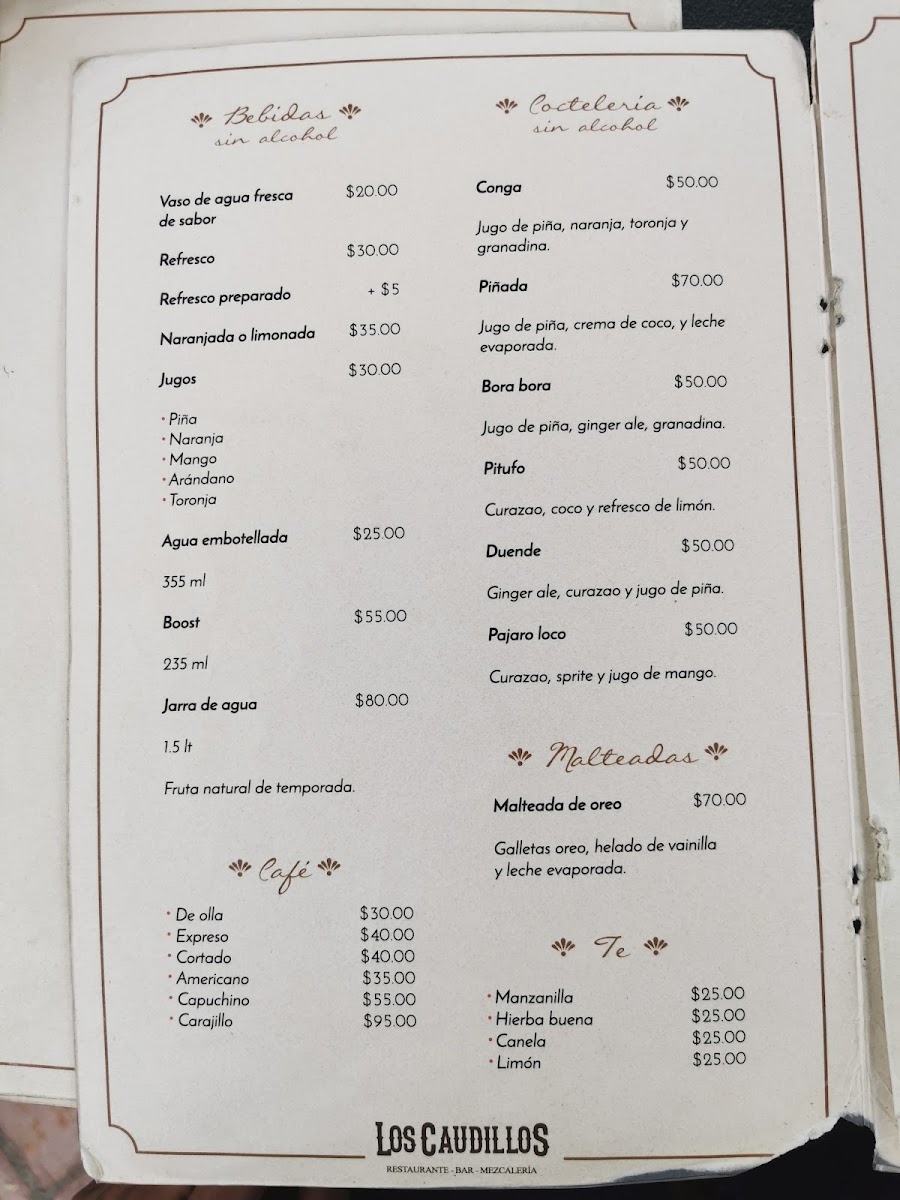 Bebidas
sin alcohol
Vaso de agua fresca $20.00
de sabor
Refresco $30.00
Refresco preparado + $5
Naranjada o limonada $35.00
Jugos $30.00
• Piña
• Naranja
• Mango
• Arándano
• Toronja
Agua embotellada $25.00
355 ml
Boost $55.00
235 ml
Jarra de agua $80.00
1.5 lt
Fruta natural de temporada.
Café
• De olla $30.00
• Expreso $40.00
• Cortado $40.00
• Americano $35.00
• Capuchino $55.00
• Carajillo $95.00
Cocteleria
sin alcohol
Conga $50.00
Jugo de piña, naranja, toronja y
granadina.
Piñada $70.00
Jugo de piña, crema de coco, y leche
evaporada.
Bora bora $50.00
Jugo de piña, ginger ale, granadina.
Pitufo $50.00
Curazao, coco y refresco de limón.
Duende $50.00
Ginger ale, curazao y jugo de piña.
Pajaro loco $50.00
Curazao, sprite y jugo de mango.
Malteadas
Malteada de oreo $70.00
Galletas oreo, helado de vainilla
y leche evaporada.
Te
• Manzanilla $25.00
• Hierba buena $25.00
• Canela $25.00
• Limón $25.00
LOS CAUDILLOS
RESTAURANTE - BAR - MEZCALERÍA